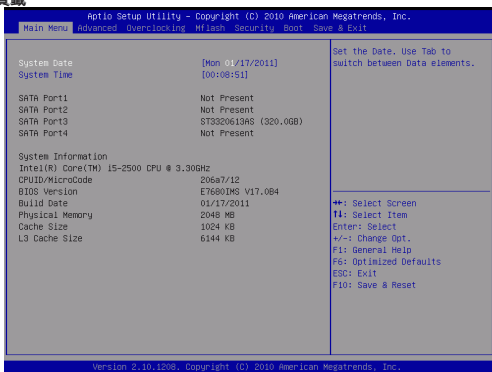 Aptio Setup Utility – Copyright (C) 2010 American Megatrends, Inc.
Main Menu Advanced Overclocking Mflash Security Boot Save & Exit
System Date [Mon 01/17/2011]
System Time [00:08:51]
SATA Port1 Not Present
SATA Port2 Not Present
SATA Port3 ST3320613AS (320.0GB)
SATA Port4 Not Present
System Information
Intel(R) Core(TM) i5-2500 CPU @ 3.30GHz
CPUID/MicroCode 206a7/12
BIOS Version E7680IMS V17.0B4
Build Date 01/17/2011
Physical Memory 2048 MB
Cache Size 1024 KB
L3 Cache Size 6144 KB
Set the Date. Use Tab to
switch between Data elements.
→←: Select Screen
↑↓: Select Item
Enter: Select
+/-: Change Opt.
F1: General Help
F6: Optimized Defaults
ESC: Exit
F10: Save & Reset
Version 2.10.1208. Copyright (C) 2010 American Megatrends, Inc.